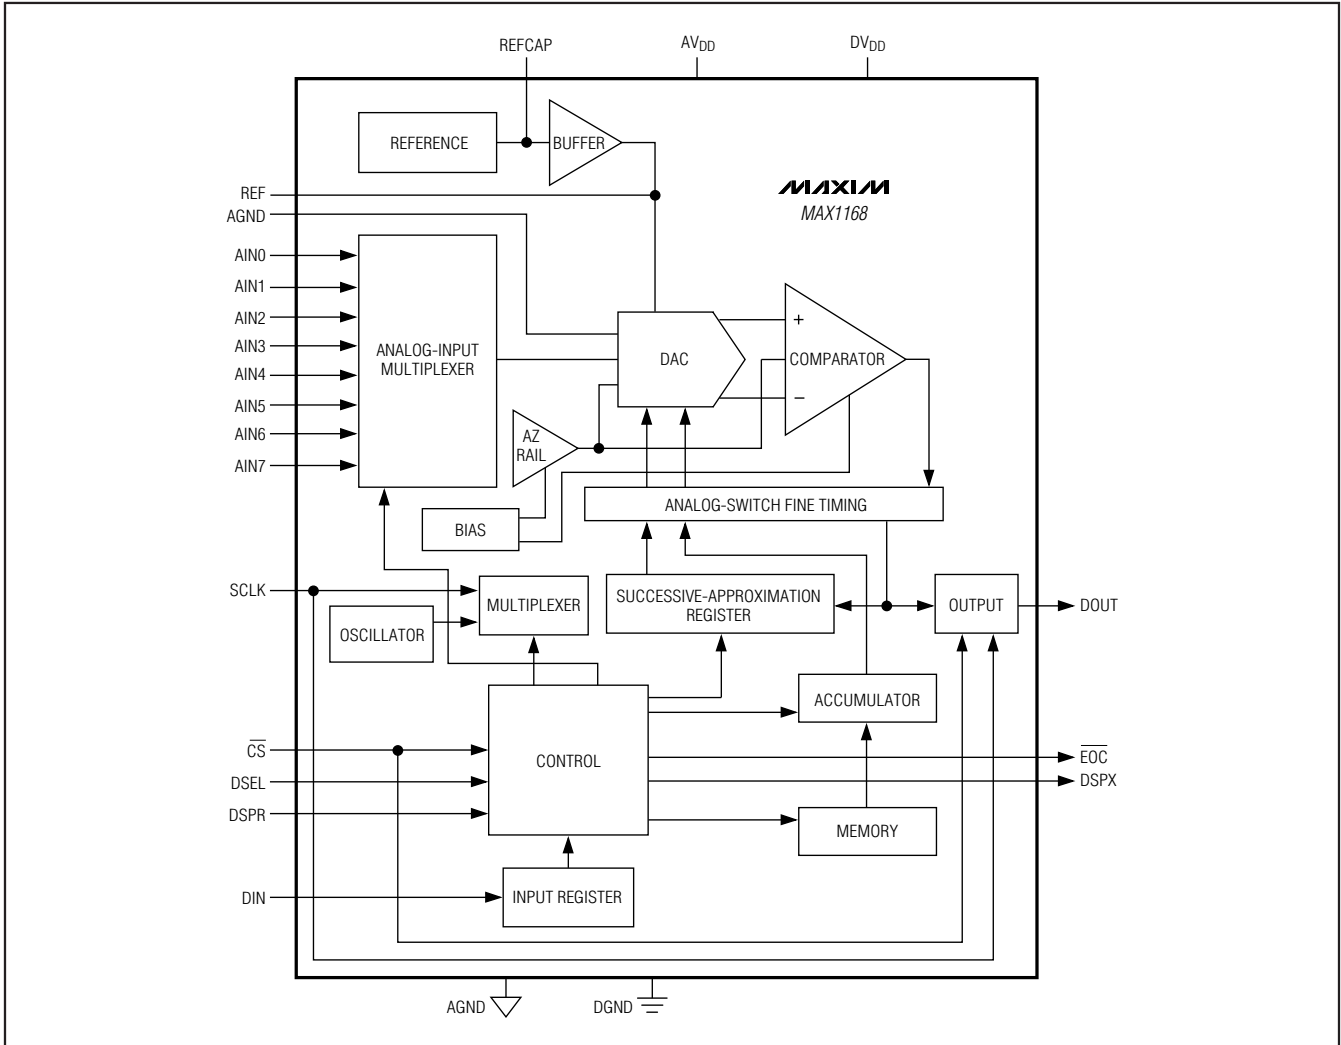 REFCAP
AVDD
DVDD
REFERENCE
BUFFER
MAXIM
MAX1168
REF
AGND
AIN0
AIN1
AIN2
AIN3
AIN4
AIN5
AIN6
AIN7
ANALOG-INPUT
MULTIPLEXER
DAC
+
COMPARATOR
−
AZ
RAIL
ANALOG-SWITCH FINE TIMING
BIAS
SCLK
MULTIPLEXER
OSCILLATOR
SUCCESSIVE-APPROXIMATION
REGISTER
OUTPUT
DOUT
ACCUMULATOR
CS
DSEL
DSPR
CONTROL
EOC
DSPX
MEMORY
DIN
INPUT REGISTER
AGND
DGND